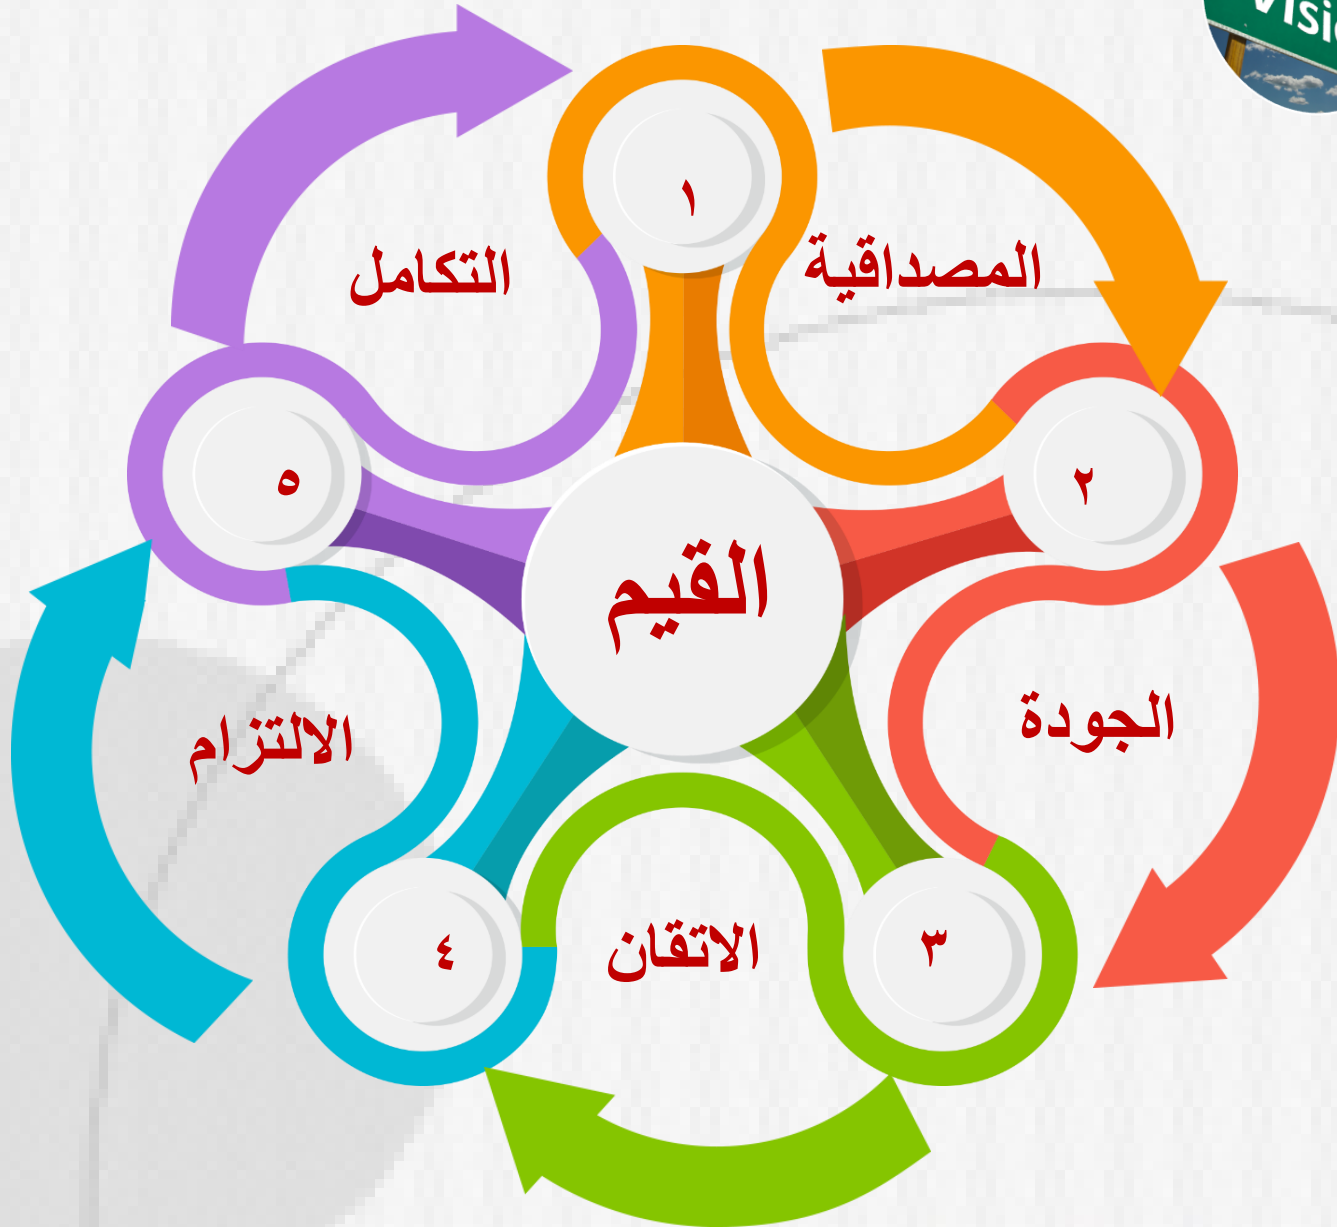 القيم
١
المصداقية
٢
الجودة
٣
الاتقان
٤
الالتزام
٥
التكامل